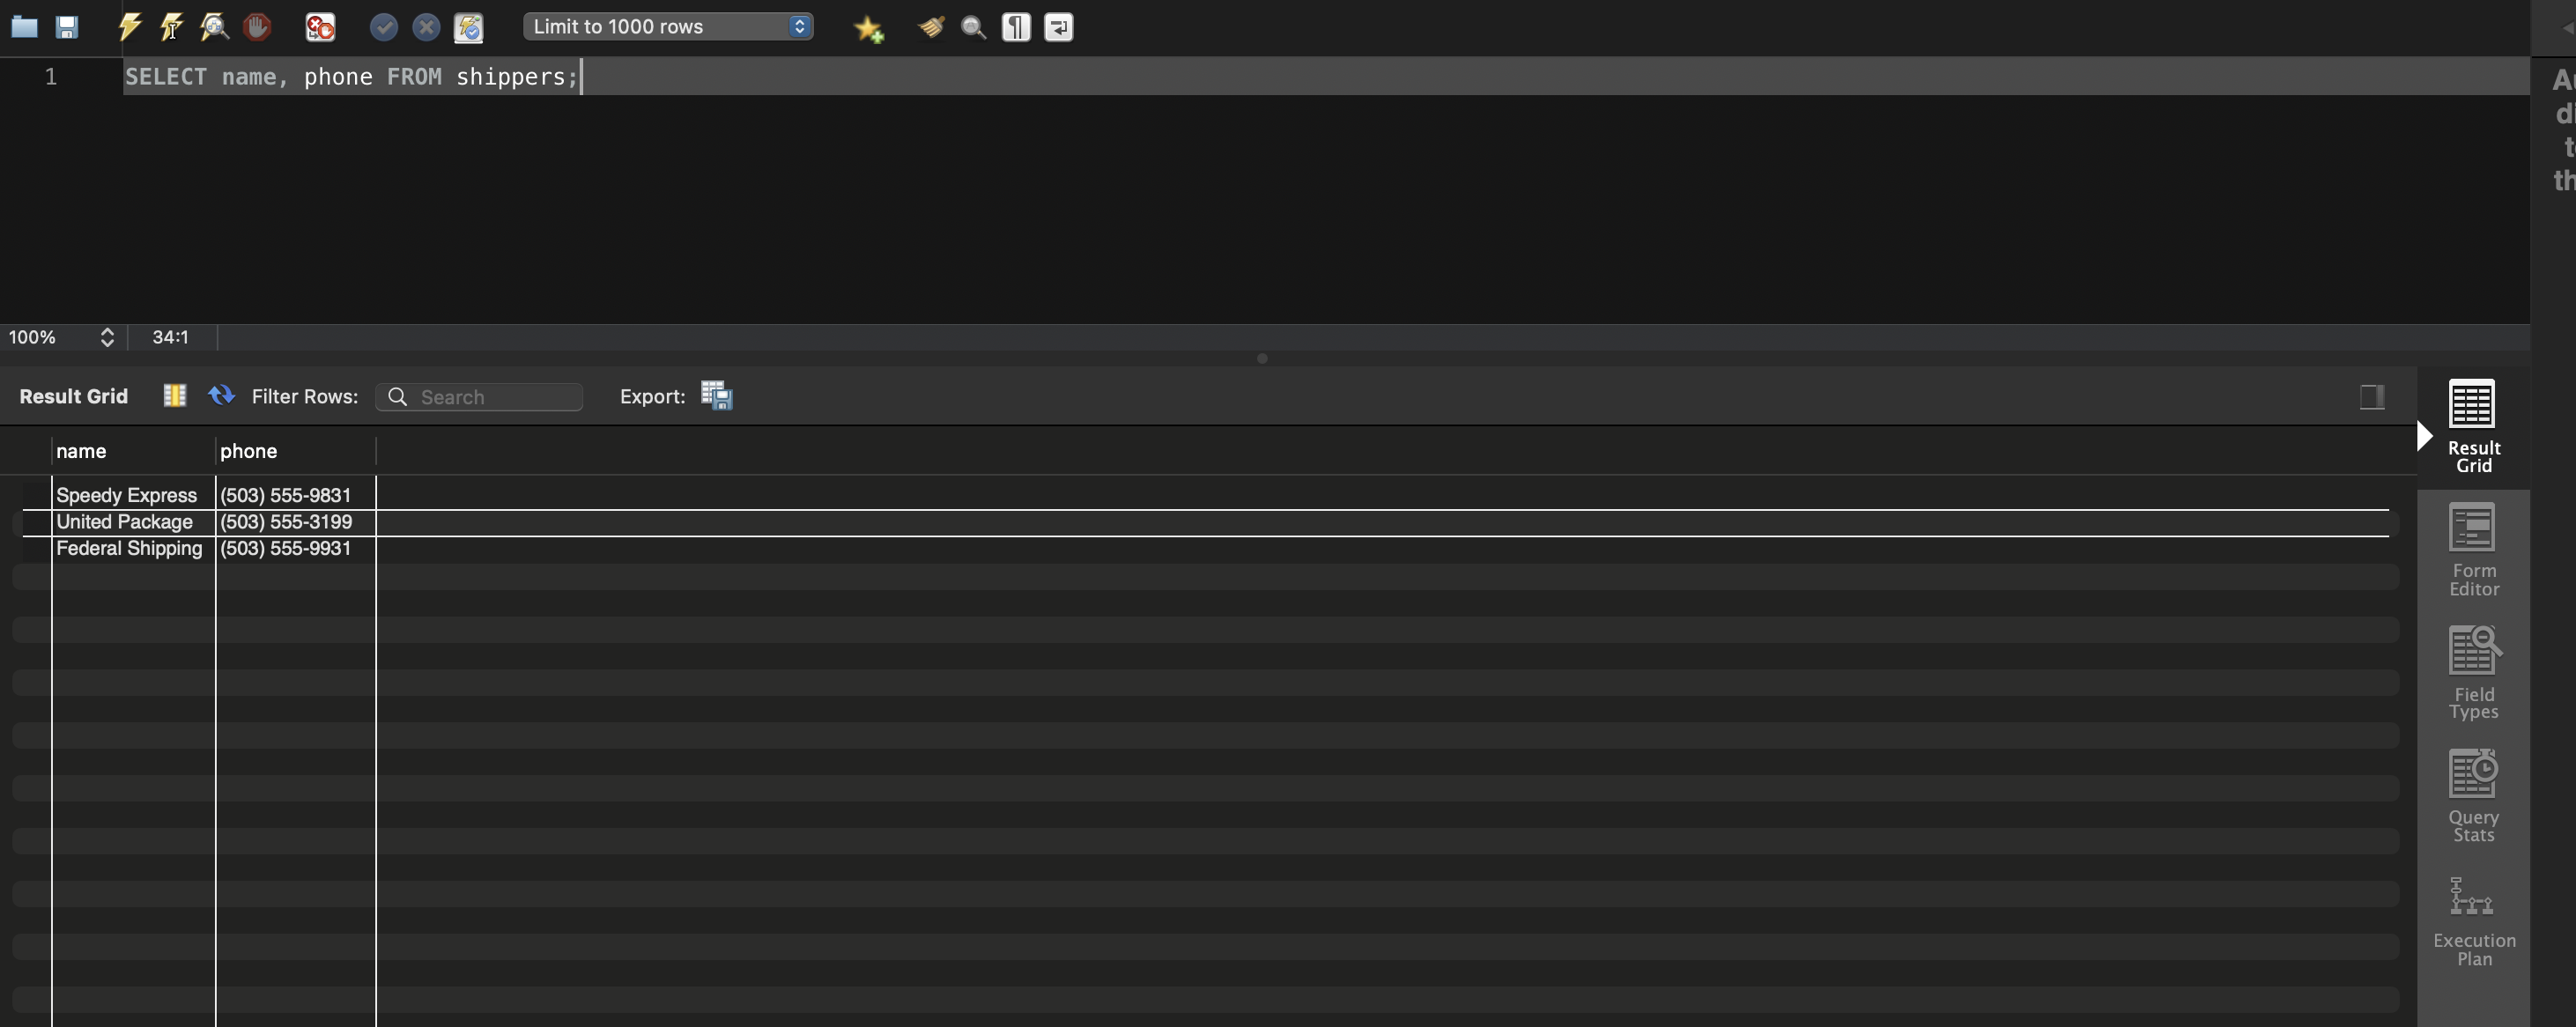 Limit to 1000 rows
1 SELECT name, phone FROM shippers;
100% 34:1
Result Grid Filter Rows: Search Export:
name phone
Speedy Express (503) 555-9831
United Package (503) 555-3199
Federal Shipping (503) 555-9931
Result
Grid
Form
Editor
Field
Types
Query
Stats
Execution
Plan